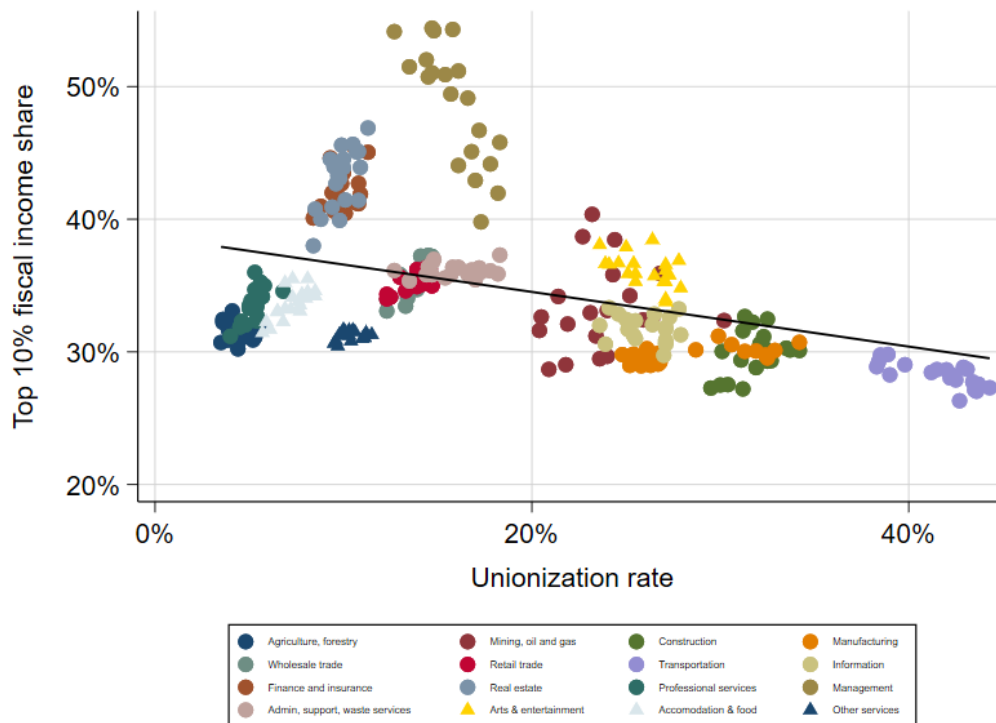 Top 10% fiscal income share
50%
40%
30%
20%
0%
20%
40%
Unionization rate
Agriculture, forestry
Mining, oil and gas
Construction
Manufacturing
Wholesale trade
Retail trade
Transportation
Information
Finance and insurance
Real estate
Professional services
Management
Admin, support, waste services
Arts & entertainment
Accomodation & food
Other services